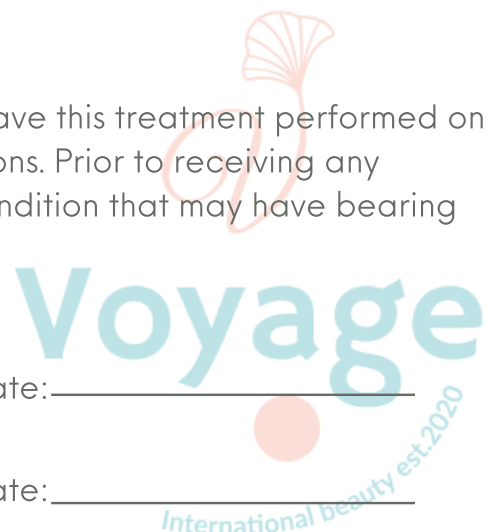 ave this treatment performed on
ons. Prior to receiving any
ndition that may have bearing
Voyage
ate:
ate:
International beauty est.2020